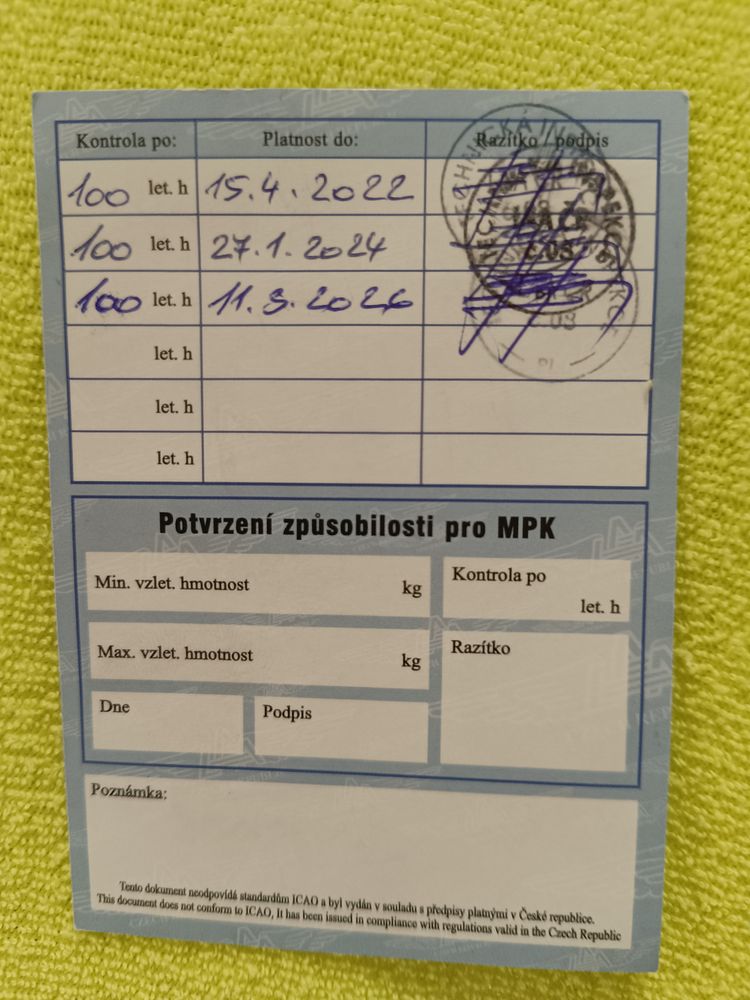 Kontrola po: Platnost do: Razítko / podpis
100 let. h 15.4.2022
100 let. h 27.1.2024
100 let. h 11.3.2026
let. h
let. h
let. h
Potvrzení způsobilosti pro MPK
Min. vzlet. hmotnost kg
Kontrola po
let. h
Max. vzlet. hmotnost kg
Razítko
Dne
Podpis
Poznámka:
Tento dokument neodpovídá standardům ICAO a byl vydán v souladu s předpisy platnými v České republice.
This document does not conform to ICAO, It has been issued in compliance with regulations valid in the Czech Republic